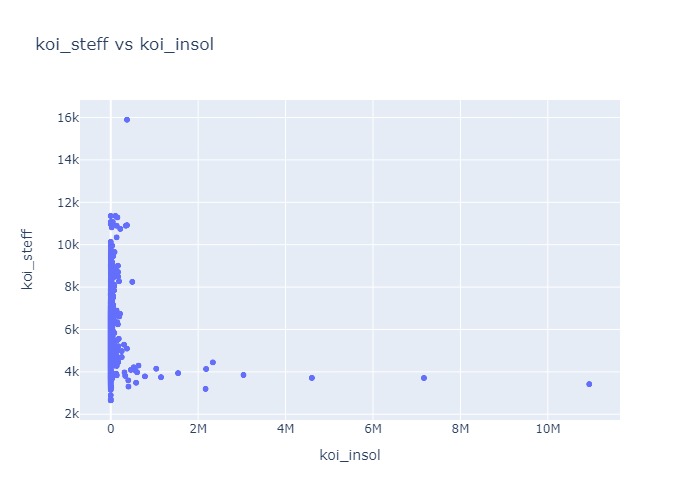 koi_steff vs koi_insol
16k
14k
12k
10k
8k
6k
4k
2k
koi_steff
0
2M
4M
6M
8M
10M
koi_insol